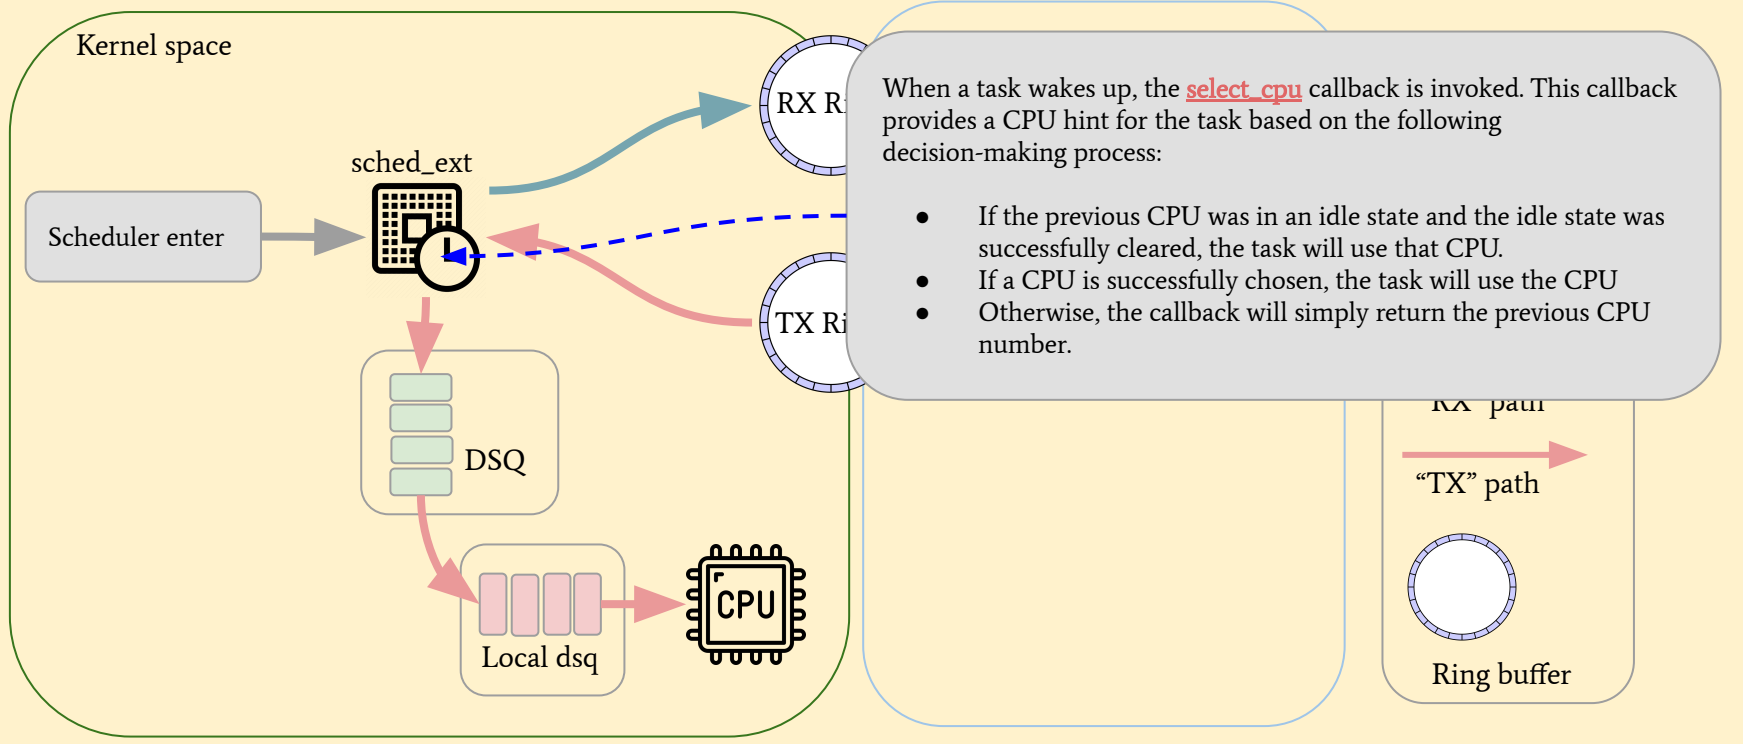 Kernel space
When a task wakes up, the select_cpu callback is invoked. This callback
provides a CPU hint for the task based on the following
decision-making process:
● If the previous CPU was in an idle state and the idle state was
successfully cleared, the task will use that CPU.
● If a CPU is successfully chosen, the task will use the CPU
● Otherwise, the callback will simply return the previous CPU
number.
RX
sched_ext
Scheduler enter
TX
DSQ
Local dsq
CPU
"RX" path
“TX” path
Ring buffer